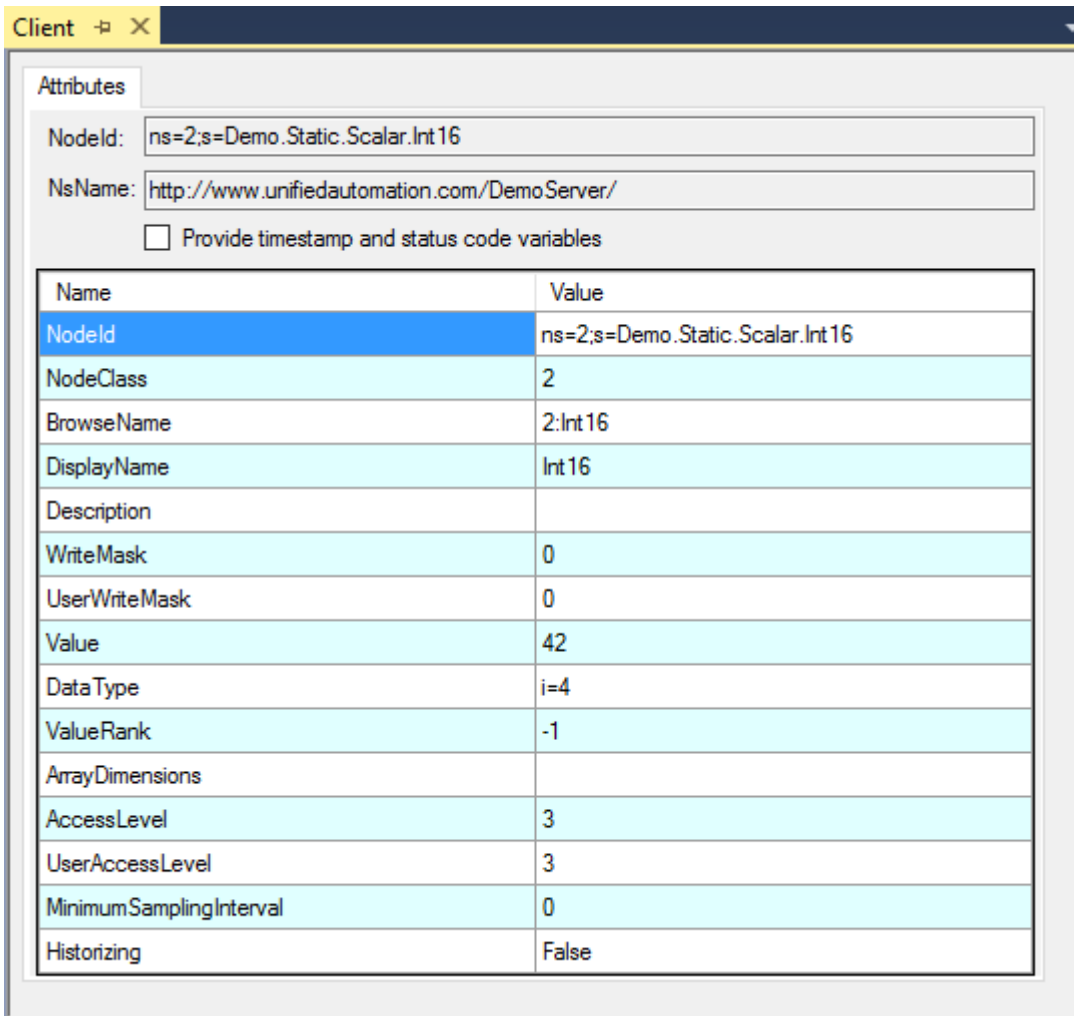 Client
Attributes
NodeId: ns=2;s=Demo.Static.Scalar.Int16
NsName: http://www.unifiedautomation.com/DemoServer/
Provide timestamp and status code variables
Name Value
NodeId ns=2;s=Demo.Static.Scalar.Int16
NodeClass 2
BrowseName 2:Int16
DisplayName Int16
Description
WriteMask 0
UserWriteMask 0
Value 42
DataType i=4
ValueRank -1
ArrayDimensions
AccessLevel 3
UserAccessLevel 3
MinimumSamplingInterval 0
Historizing False